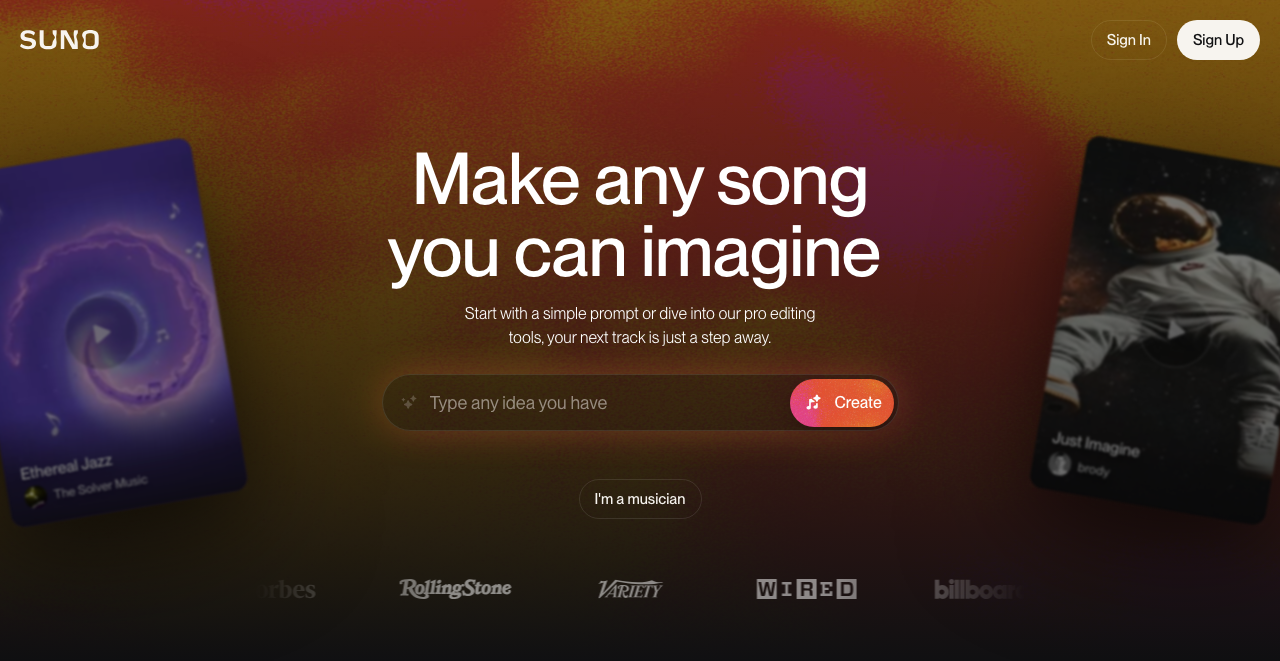 SUNO
Sign In
Sign Up
Make any song
you can imagine
Start with a simple prompt or dive into our pro editing
tools, your next track is just a step away.
Type any idea you have
Create
I'm a musician
Ethereal Jazz
The Solver Music
Just Imagine
brody
RollingStone
VARIETY
WIRED